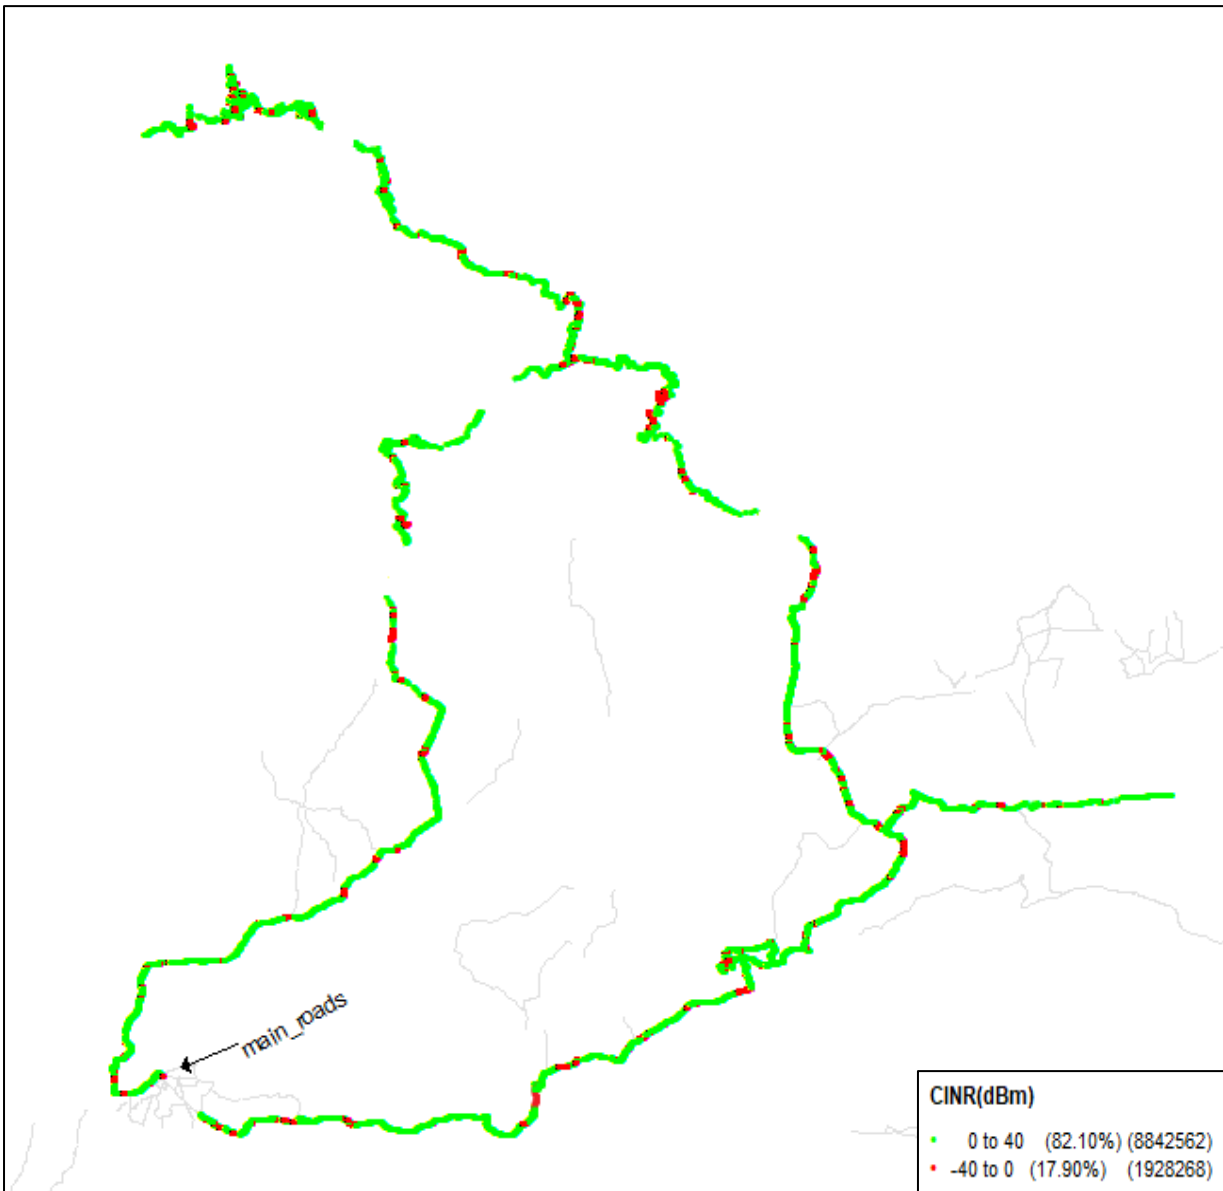 main_roads
CINR(dBm)
0 to 40 (82.10%) (8842562)
-40 to 0 (17.90%) (1928268)